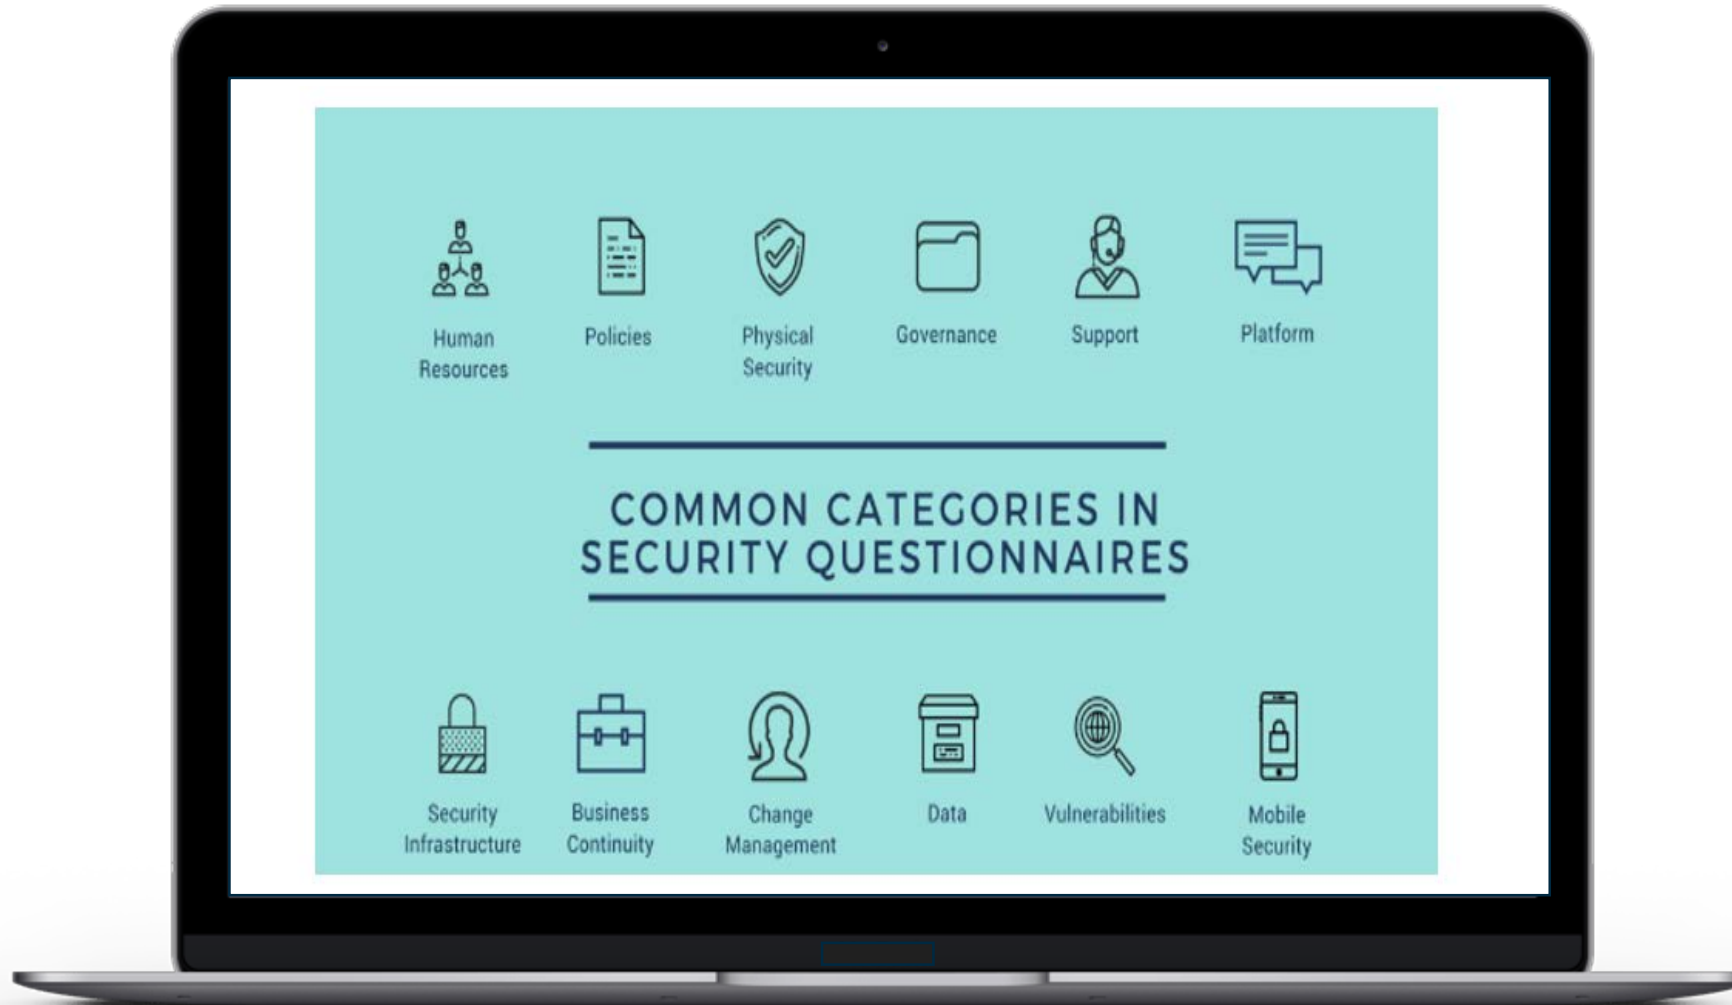 Human
Resources
Policies
Physical
Security
Governance
Support
Platform
COMMON CATEGORIES IN
SECURITY QUESTIONNAIRES
Security
Infrastructure
Business
Continuity
Change
Management
Data
Vulnerabilities
Mobile
Security